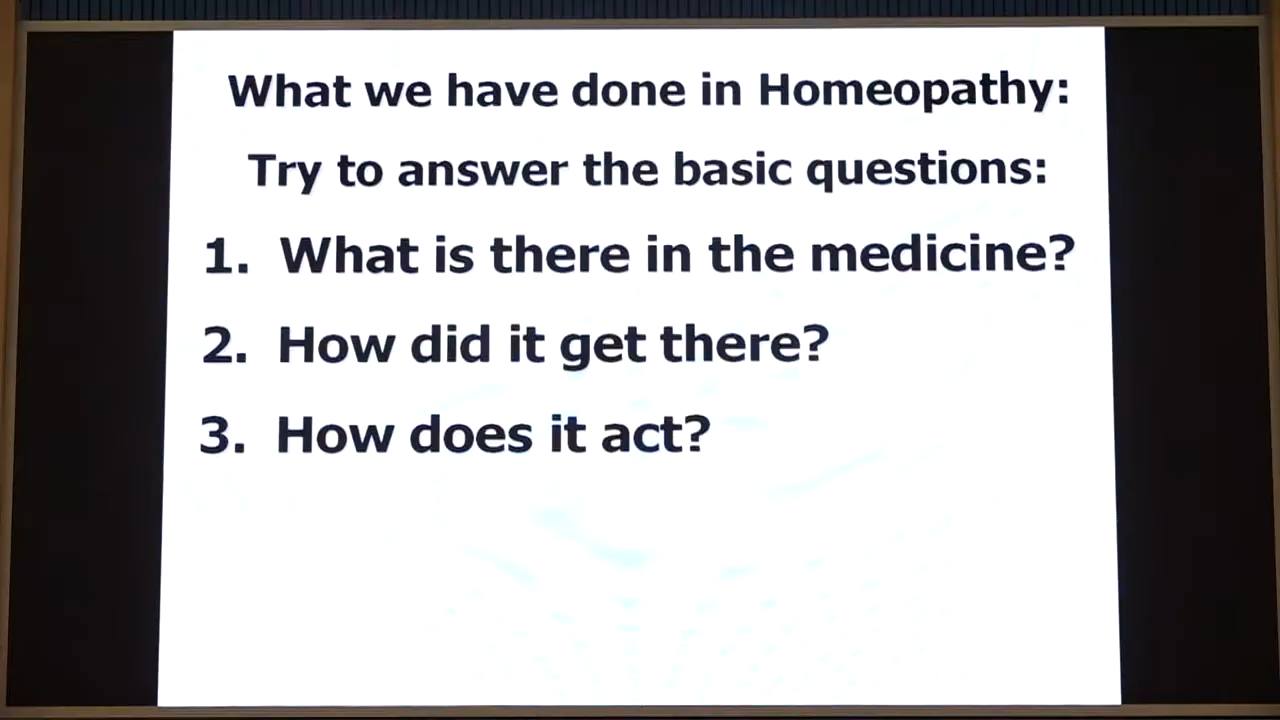 What we have done in Homeopathy:
Try to answer the basic questions:
1. What is there in the medicine?
2. How did it get there?
3. How does it act?